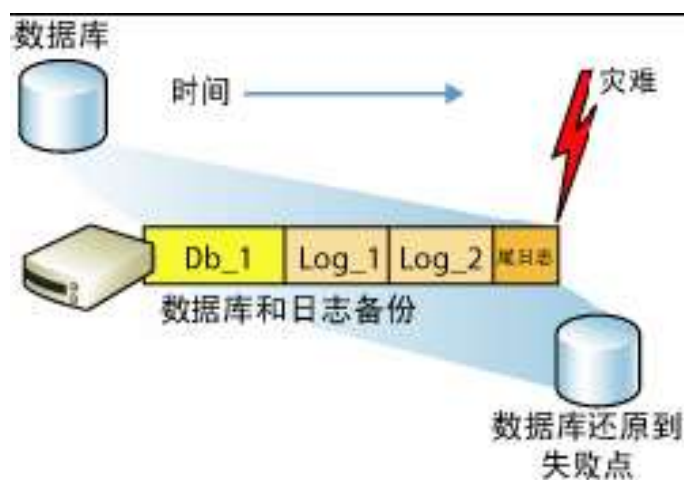 数据库
时间
灾难
Db_1
Log_1
Log_2
尾日志
数据库和日志备份
数据库还原到
失败点